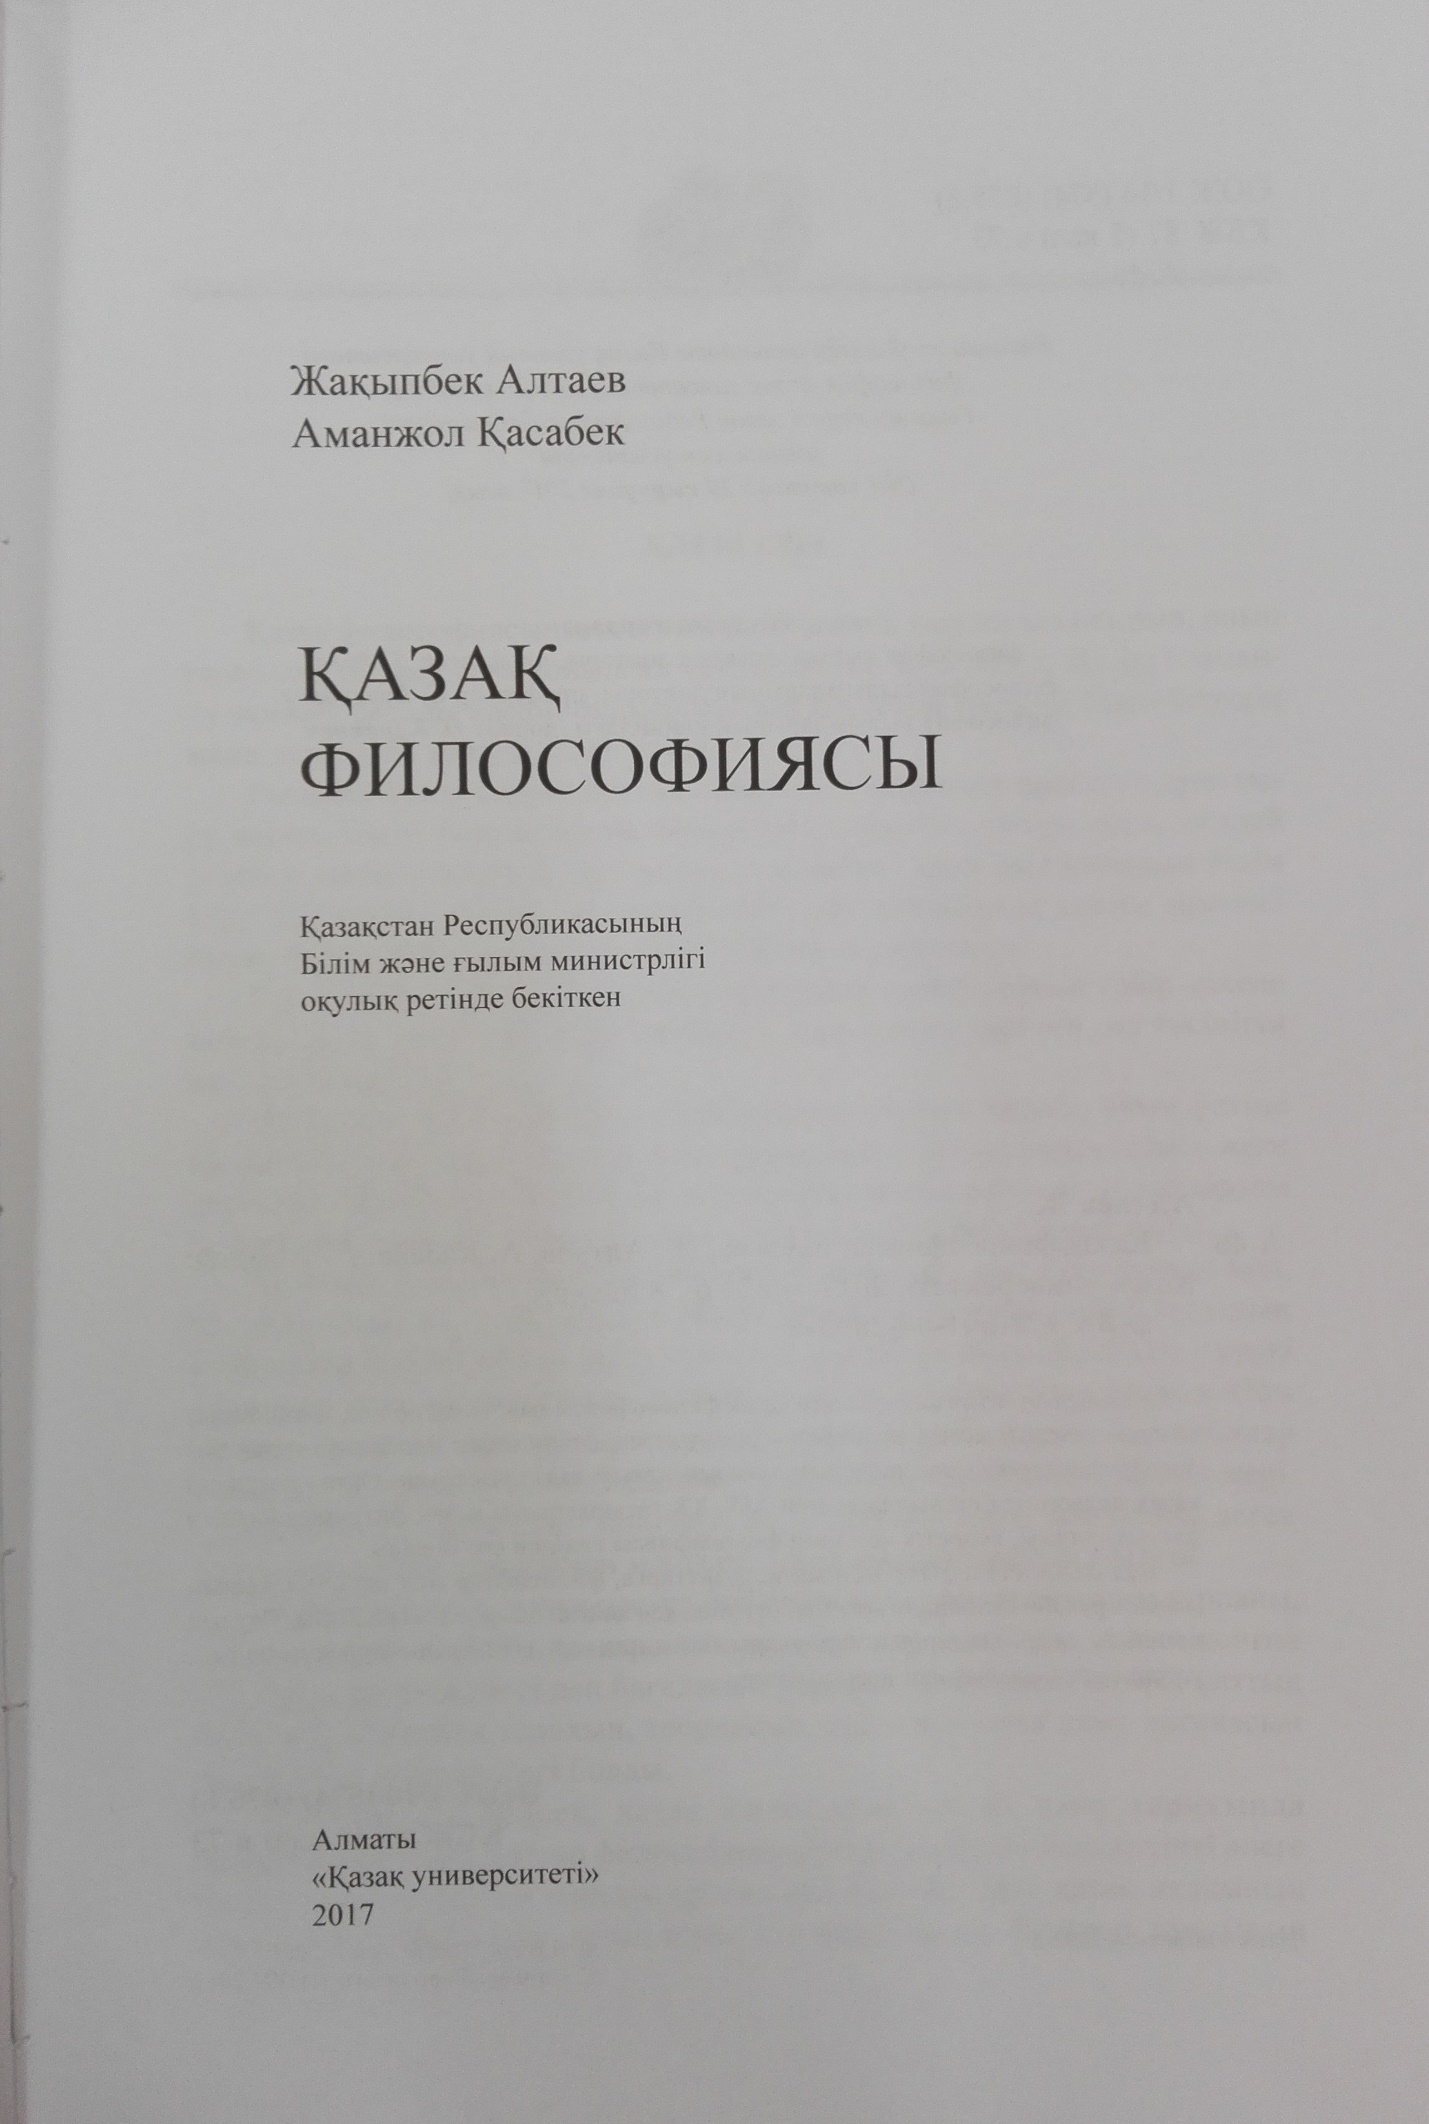 Жақыпбек Алтаев
Аманжол Қасабек
ҚАЗАҚ
ФИЛОСОФИЯСЫ
Қазақстан Республикасының
Білім және ғылым министрлігі
оқулық ретінде бекіткен
Алматы
«Қазақ университеті»
2017